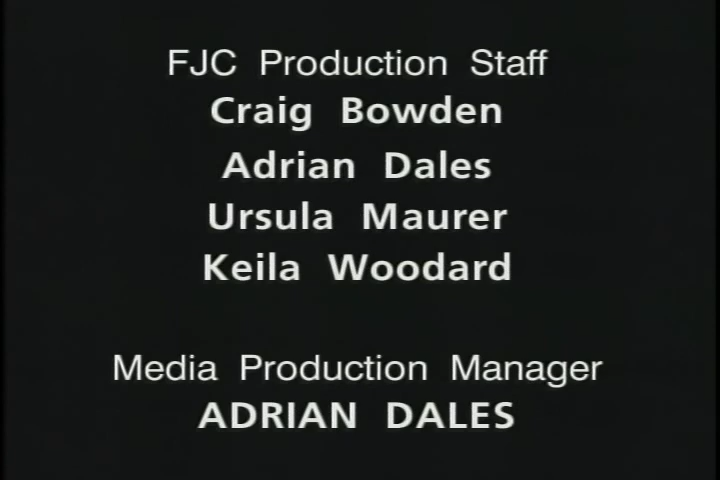 FJC Production Staff
Craig Bowden
Adrian Dales
Ursula Maurer
Keila Woodard
Media Production Manager
ADRIAN DALES